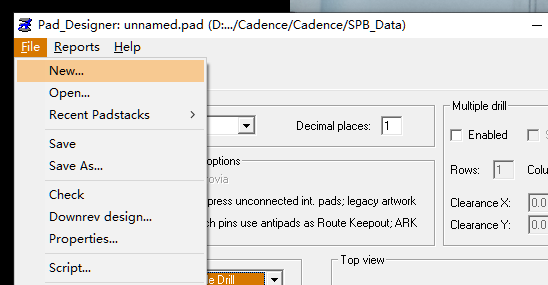 Pad_Designer: unnamed.pad (D:.../Cadence/Cadence/SPB_Data)
File Reports Help
New...
Open...
Recent Padstacks
Save
Save As...
Check
Downrev design...
Properties...
Script...
Decimal places: 1
options
press unconnected int. pads; legacy artwork
ch pins use antipads as Route Keepout; ARK
Drill
Multiple drill
Enabled
Rows: 1
Clearance X: 0.0
Clearance Y: 0.0
Top view